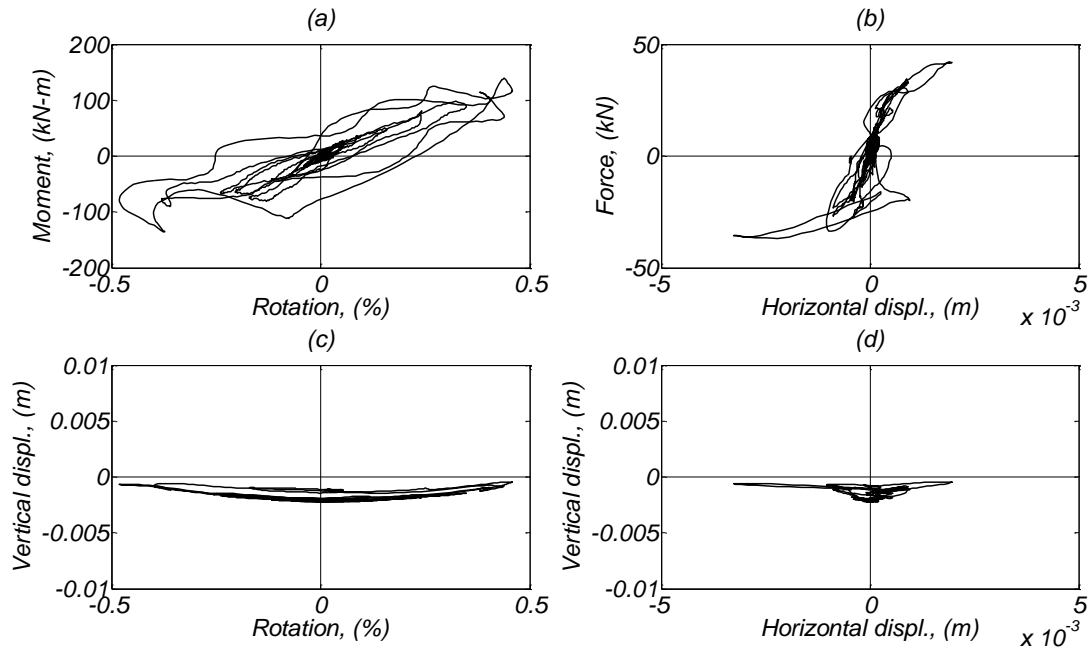 (a)
200
100
0
-100
-200
Moment, (kN-m)
-0.5 0 0.5
Rotation, (%)
(b)
50
0
-50
Force, (kN)
-5 0 5
Horizontal displ., (m)
x 10⁻³
(c)
0.01
0.005
0
-0.005
-0.01
Vertical displ., (m)
-0.5 0 0.5
Rotation, (%)
(d)
0.01
0.005
0
-0.005
-0.01
Vertical displ., (m)
-5 0 5
Horizontal displ., (m)
x 10⁻³